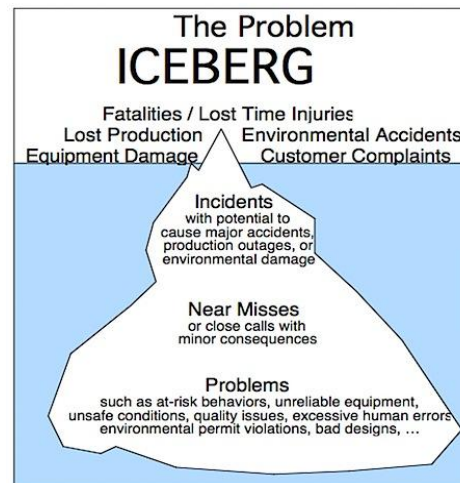 The Problem
ICEBERG
Fatalities / Lost Time Injuries
Lost Production Environmental Accidents
Equipment Damage Customer Complaints
Incidents
with potential to
cause major accidents,
production outages, or
environmental damage
Near Misses
or close calls with
minor consequences
Problems
such as at-risk behaviors, unreliable equipment,
unsafe conditions, quality issues, excessive human errors
environmental permit violations, bad designs, ...